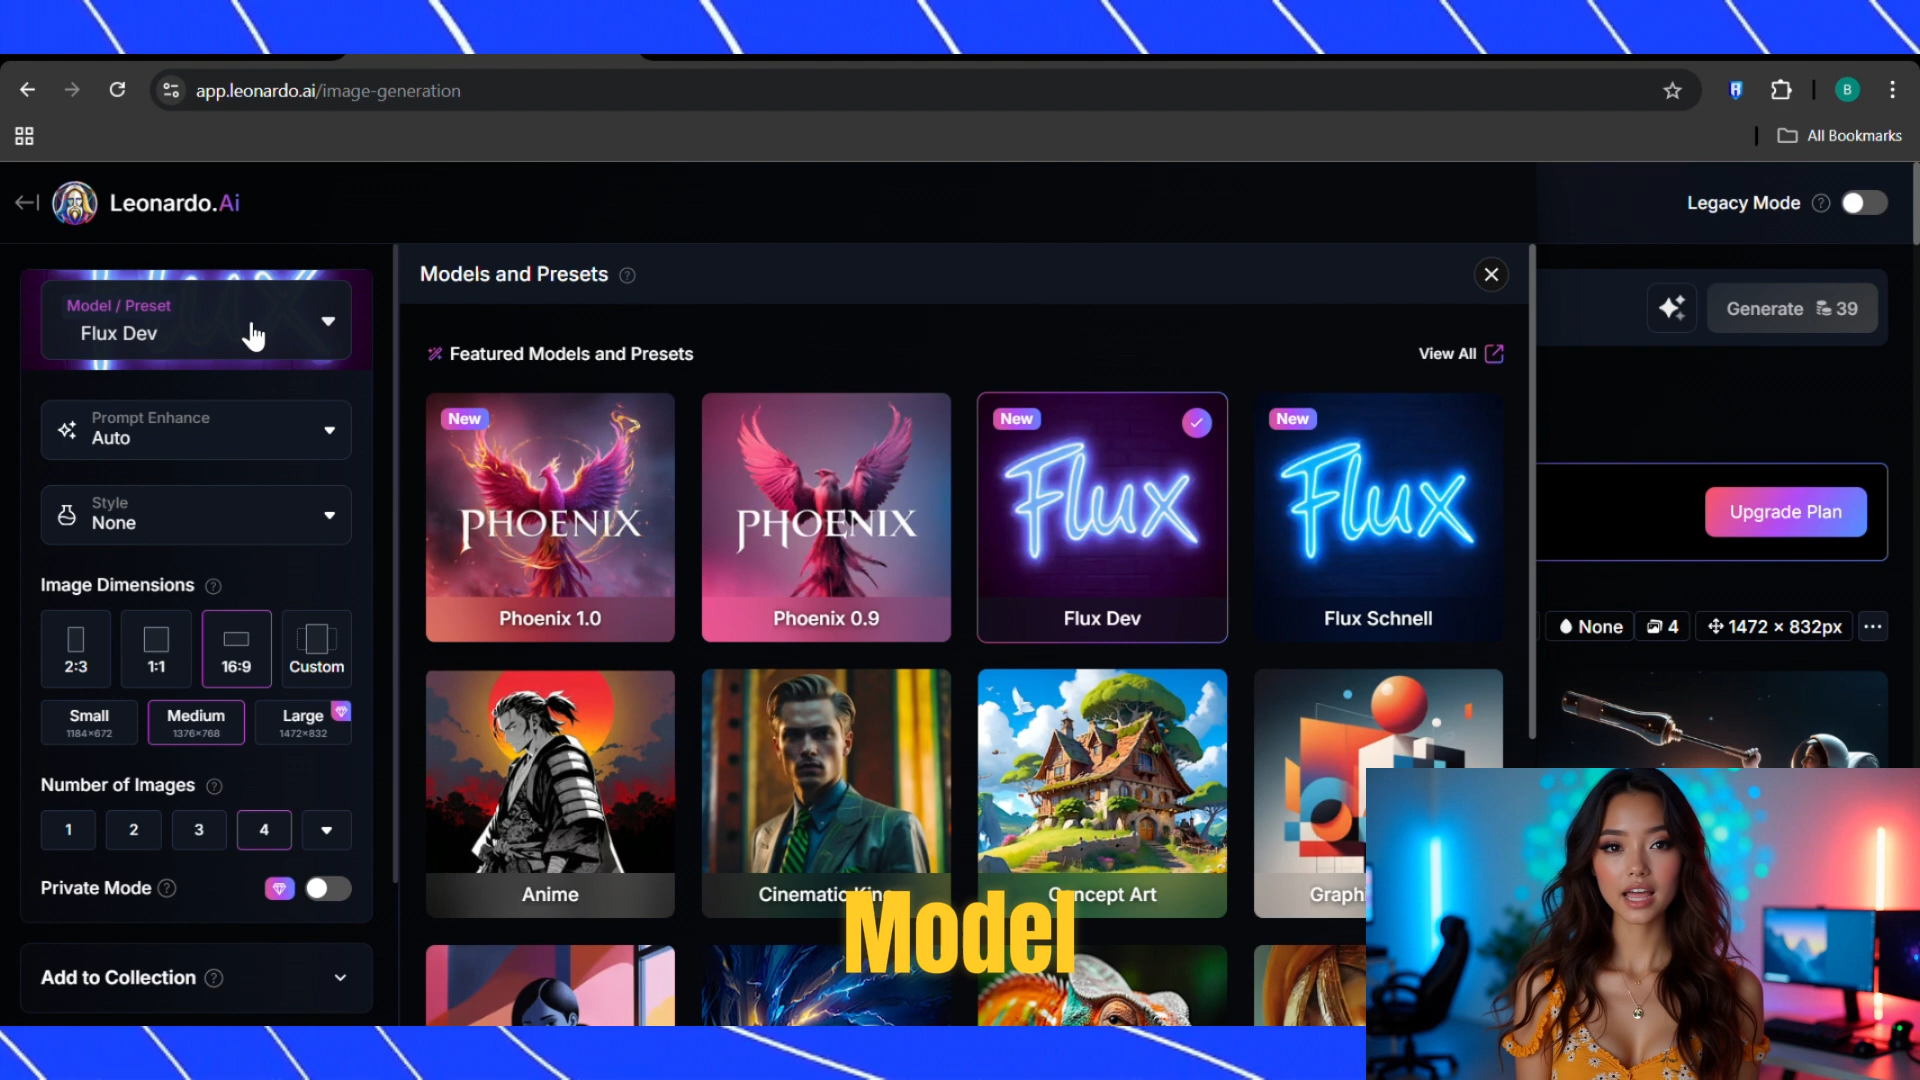 app.leonardo.ai/image-generation
B
All Bookmarks
Leonardo.Ai
Legacy Mode
Model / Preset
Flux Dev
Prompt Enhance
Auto
Style
None
Image Dimensions
2:3
1:1
16:9
Custom
Small
1184×672
Medium
1376×768
Large
1472×832
Number of Images
1
2
3
4
Private Mode
Add to Collection
Models and Presets
Featured Models and Presets
View All
New
PHOENIX
Phoenix 1.0
PHOENIX
Phoenix 0.9
New
Flux
Flux Dev
New
Flux
Flux Schnell
Anime
Cinematic
Concept Art
Generate 39
Upgrade Plan
None
4
1472 × 832px
Model